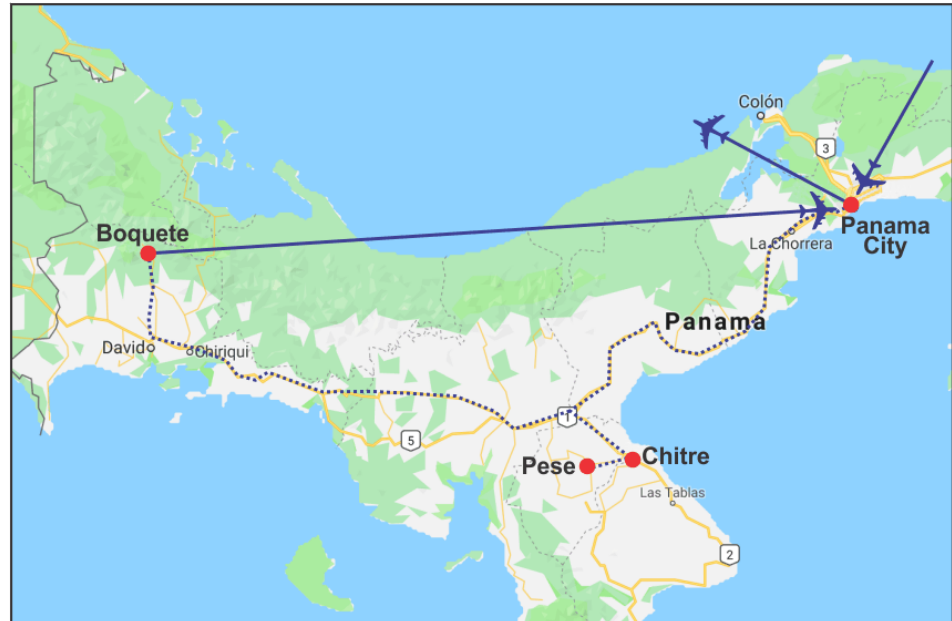 Colón
3
Panama
City
La Chorrera
Boquete
Panama
David
Chiriqui
1
5
Pese
Chitre
Las Tablas
2